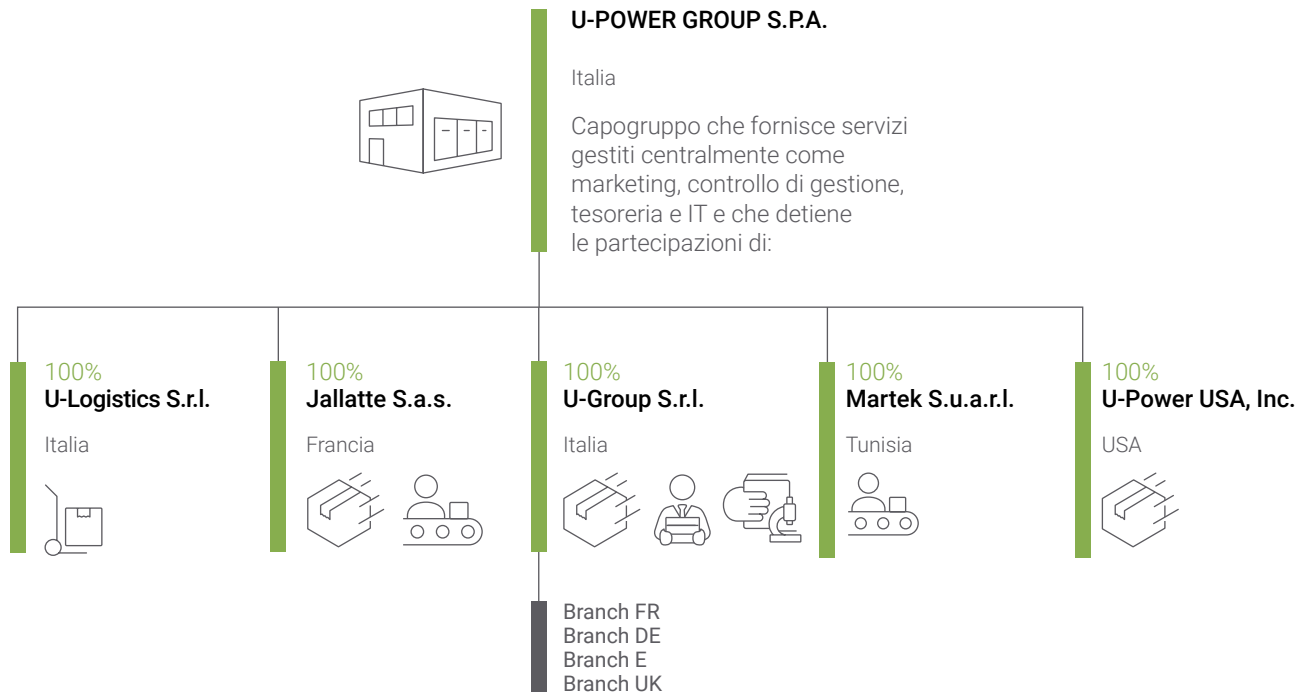 U-POWER GROUP S.P.A.
Italia
Capogruppo che fornisce servizi
gestiti centralmente come
marketing, controllo di gestione,
tesoreria e IT e che detiene
le partecipazioni di:
100%
U-Logistics S.r.l.
Italia
100%
Jallatte S.a.s.
Francia
100%
U-Group S.r.l.
Italia
100%
Martek S.u.a.r.l.
Tunisia
100%
U-Power USA, Inc.
USA
Branch FR
Branch DE
Branch E
Branch UK